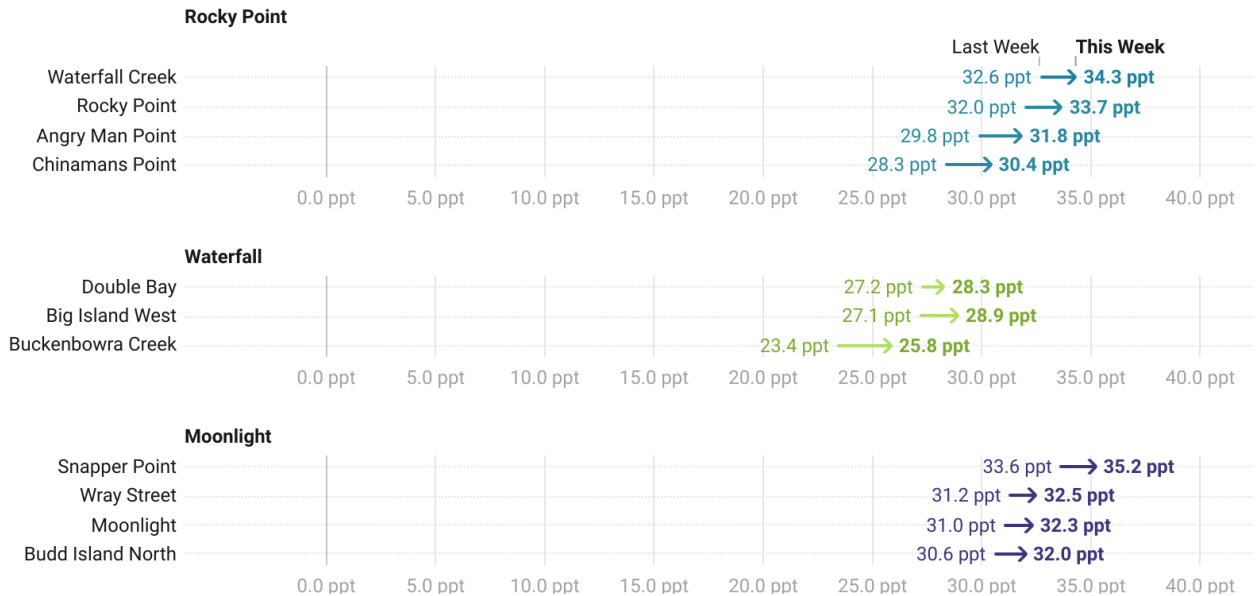 Rocky Point
Last Week This Week
Waterfall Creek 32.6 ppt 34.3 ppt
Rocky Point 32.0 ppt 33.7 ppt
Angry Man Point 29.8 ppt 31.8 ppt
Chinamans Point 28.3 ppt 30.4 ppt
0.0 ppt 5.0 ppt 10.0 ppt 15.0 ppt 20.0 ppt 25.0 ppt 30.0 ppt 35.0 ppt 40.0 ppt
Waterfall
Double Bay 27.2 ppt 28.3 ppt
Big Island West 27.1 ppt 28.9 ppt
Buckenbowra Creek 23.4 ppt 25.8 ppt
0.0 ppt 5.0 ppt 10.0 ppt 15.0 ppt 20.0 ppt 25.0 ppt 30.0 ppt 35.0 ppt 40.0 ppt
Moonlight
Snapper Point 33.6 ppt 35.2 ppt
Wray Street 31.2 ppt 32.5 ppt
Moonlight 31.0 ppt 32.3 ppt
Budd Island North 30.6 ppt 32.0 ppt
0.0 ppt 5.0 ppt 10.0 ppt 15.0 ppt 20.0 ppt 25.0 ppt 30.0 ppt 35.0 ppt 40.0 ppt